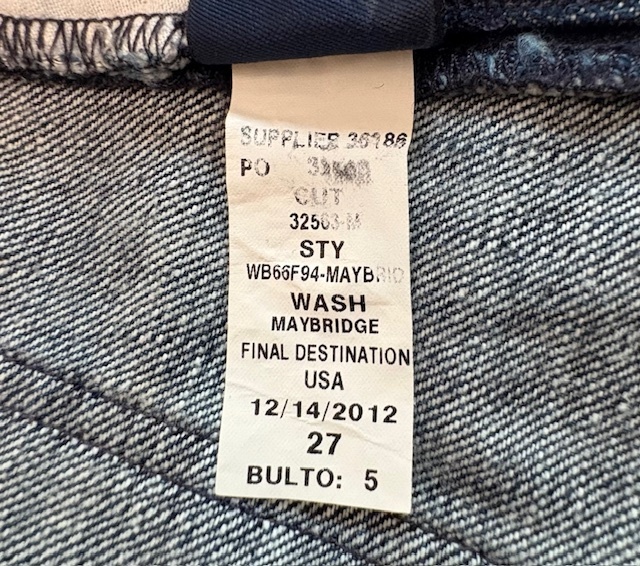 SUPPLIER 36186
PO
CUT
32563-M
STY
WB66F94-MAYBRID
WASH
MAYBRIDGE
FINAL DESTINATION
USA
12/14/2012
27
BULTO: 5